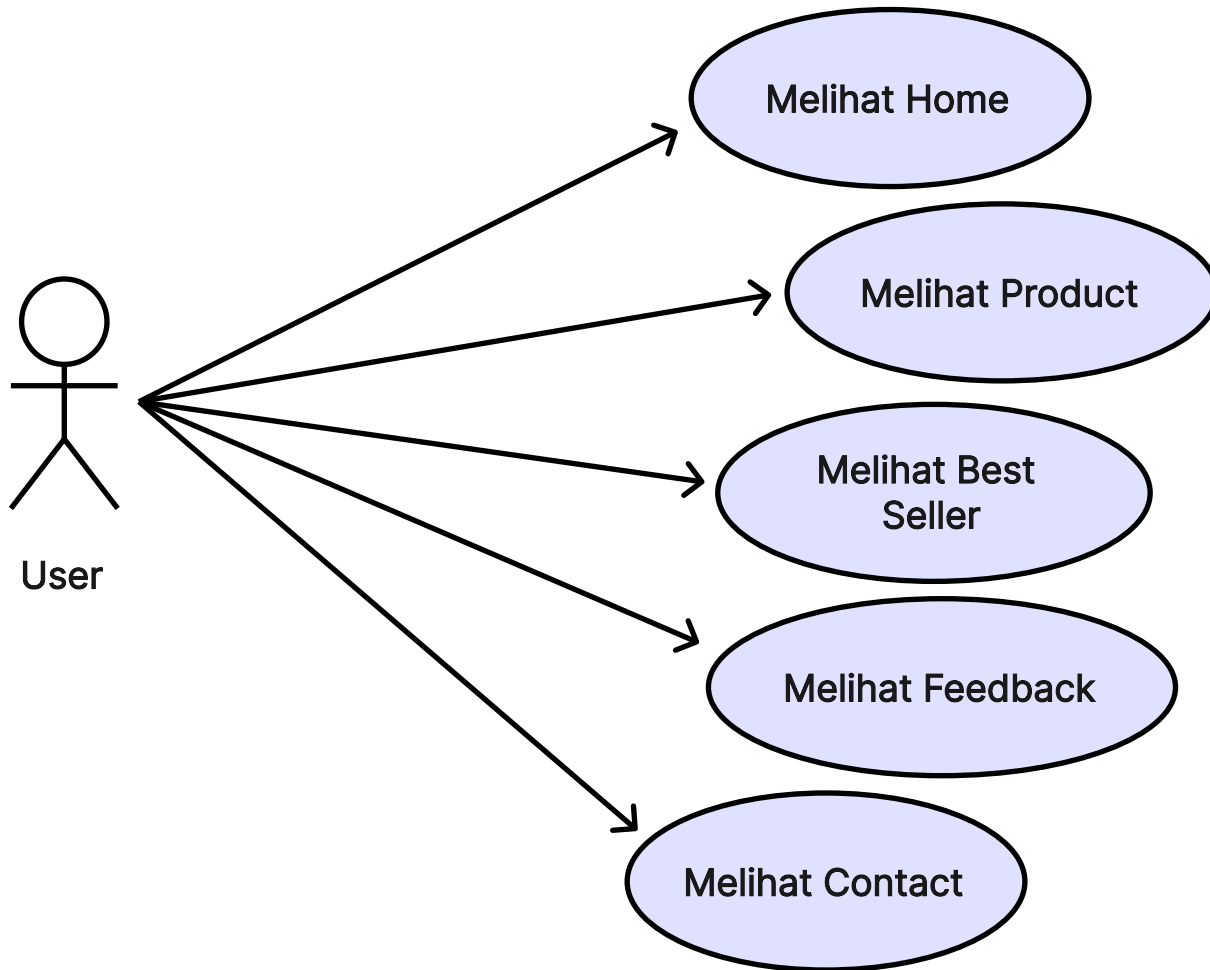 Melihat Home
Melihat Product
Melihat Best
Seller
User
Melihat Feedback
Melihat Contact